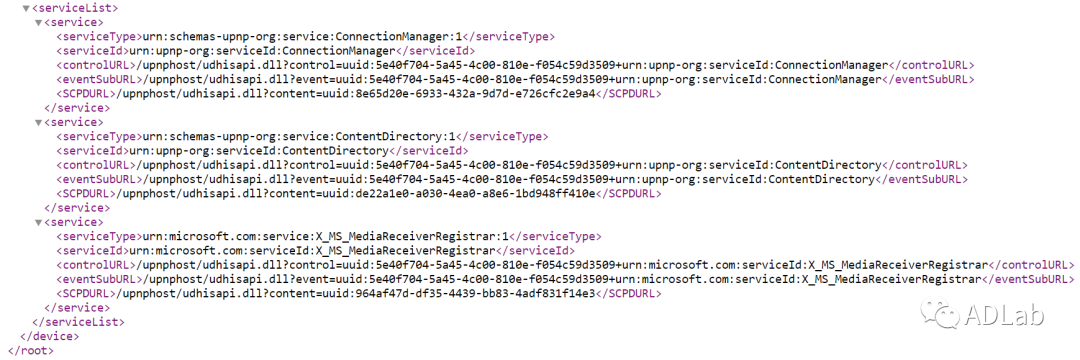 ▼<serviceList>
▼<service>
<serviceType>urn:schemas-upnp-org:service:ConnectionManager:1</serviceType>
<serviceId>urn:upnp-org:serviceId:ConnectionManager</serviceId>
<controlURL>/upnphost/udhisapi.dll?control=uuid:5e40f704-5a45-4c00-810e-f054c59d3509+urn:upnp-org:serviceId:ConnectionManager</controlURL>
<eventSubURL>/upnphost/udhisapi.dll?event=uuid:5e40f704-5a45-4c00-810e-f054c59d3509+urn:upnp-org:serviceId:ConnectionManager</eventSubURL>
<SCPDURL>/upnphost/udhisapi.dll?content=uuid:8e65d20e-6933-432a-9d7d-e726cfc2e9a4</SCPDURL>
</service>
▼<service>
<serviceType>urn:schemas-upnp-org:service:ContentDirectory:1</serviceType>
<serviceId>urn:upnp-org:serviceId:ContentDirectory</serviceId>
<controlURL>/upnphost/udhisapi.dll?control=uuid:5e40f704-5a45-4c00-810e-f054c59d3509+urn:upnp-org:serviceId:ContentDirectory</controlURL>
<eventSubURL>/upnphost/udhisapi.dll?event=uuid:5e40f704-5a45-4c00-810e-f054c59d3509+urn:upnp-org:serviceId:ContentDirectory</eventSubURL>
<SCPDURL>/upnphost/udhisapi.dll?content=uuid:de22a1e0-a030-4ea0-a8e6-1bd948ff410e</SCPDURL>
</service>
▼<service>
<serviceType>urn:microsoft.com:service:X_MS_MediaReceiverRegistrar:1</serviceType>
<serviceId>urn:microsoft.com:serviceId:X_MS_MediaReceiverRegistrar</serviceId>
<controlURL>/upnphost/udhisapi.dll?control=uuid:5e40f704-5a45-4c00-810e-f054c59d3509+urn:microsoft.com:serviceId:X_MS_MediaReceiverRegistrar</controlURL>
<eventSubURL>/upnphost/udhisapi.dll?event=uuid:5e40f704-5a45-4c00-810e-f054c59d3509+urn:microsoft.com:serviceId:X_MS_MediaReceiverRegistrar</eventSubURL>
<SCPDURL>/upnphost/udhisapi.dll?content=uuid:964af47d-df35-4439-bb83-4adf831f14e3</SCPDURL>
</service>
</serviceList>
</device>
</root>
ADLab